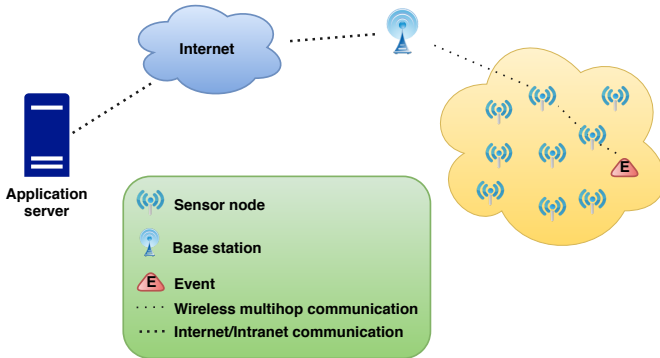 Internet
E
Application
server
Sensor node
Base station
E
Event
Wireless multihop communication
Internet/Intranet communication